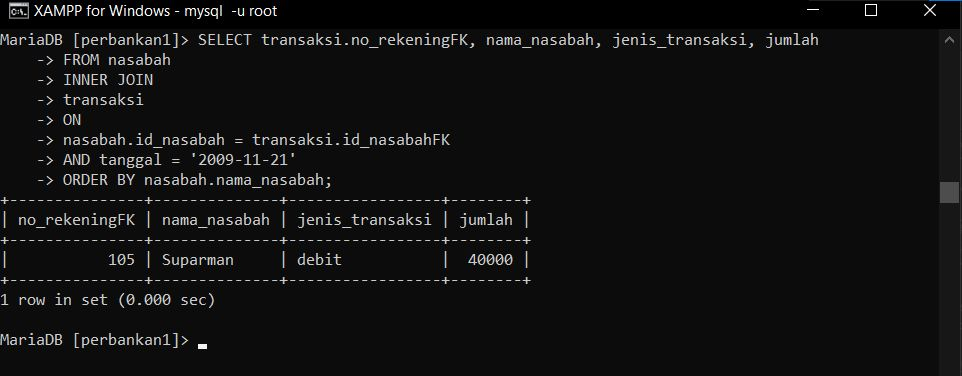 XAMPP for Windows - mysql  -u root
MariaDB [perbankan1]> SELECT transaksi.no_rekeningFK, nama_nasabah, jenis_transaksi, jumlah
    -> FROM nasabah
    -> INNER JOIN
    -> transaksi
    -> ON
    -> nasabah.id_nasabah = transaksi.id_nasabahFK
    -> AND tanggal = '2009-11-21'
    -> ORDER BY nasabah.nama_nasabah;
+---------------+--------------+-----------------+--------+
| no_rekeningFK | nama_nasabah | jenis_transaksi | jumlah |
+---------------+--------------+-----------------+--------+
|           105 | Suparman     | debit           |  40000 |
+---------------+--------------+-----------------+--------+
1 row in set (0.000 sec)
MariaDB [perbankan1]>